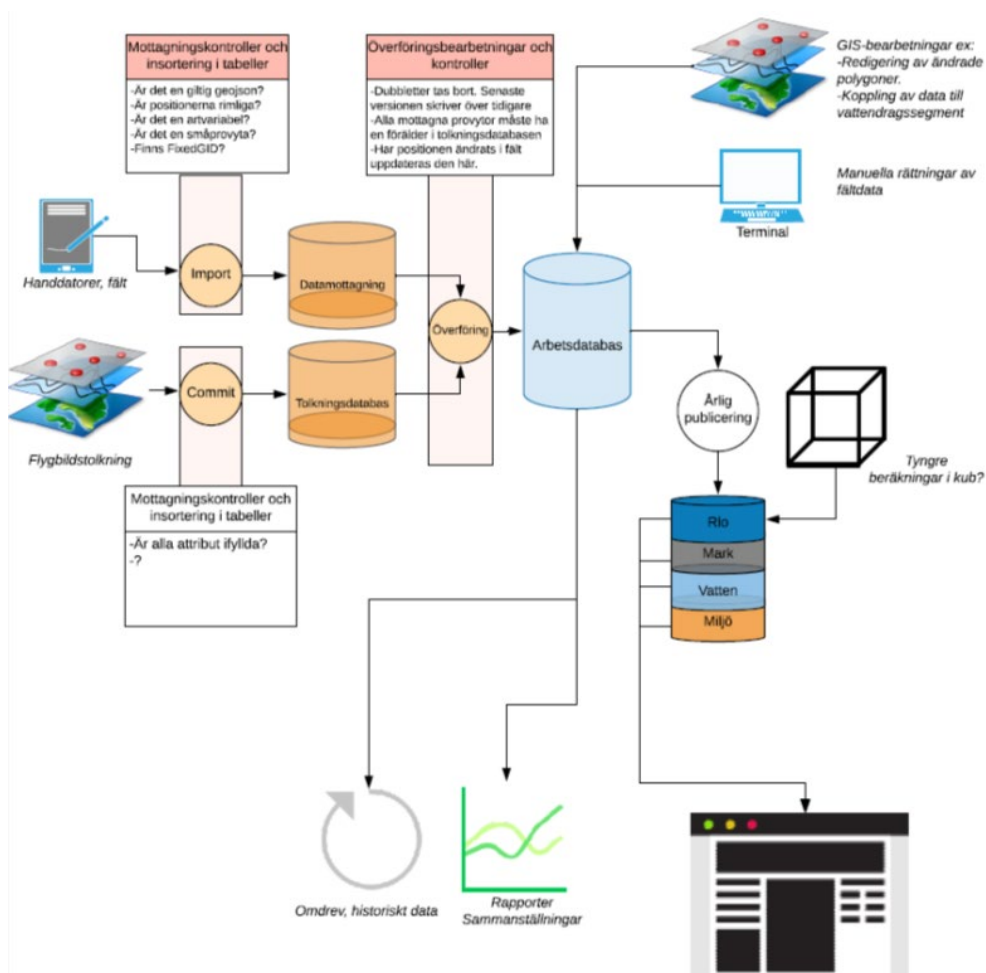 Mottagningskontroller och
insortering i tabeller
-Är det en giltig geojson?
-Är positionerna rimliga?
-Är det en artvariabel?
-Är det en småprovyta?
-Finns FixedGID?
Överföringsbearbetningar och
kontroller
-Dubbletter tas bort. Senaste
versionen skriver över tidigare
-Alla mottagna provytor måste ha
en förälder i tolkningsdatabasen
-Har positionen ändrats i fält
uppdateras den här.
GIS-bearbetningar ex:
-Redigering av ändrade
polygoner.
-Koppling av data till
vattendragssegment
Manuella rättningar av
fältdata
Terminal
Handdatorer, fält
Import
Datamottagning
Överföring
Arbetsdatabas
Flygbildstolkning
Commit
Tolkningsdatabas
Årlig
publicering
Tyngre
beräkningar i kub?
Mottagningskontroller och
insortering i tabeller
-Är alla attribut ifyllda?
-?
Rlo
Mark
Vatten
Miljö
Omdrev, historiskt data
Rapporter
Sammanställningar